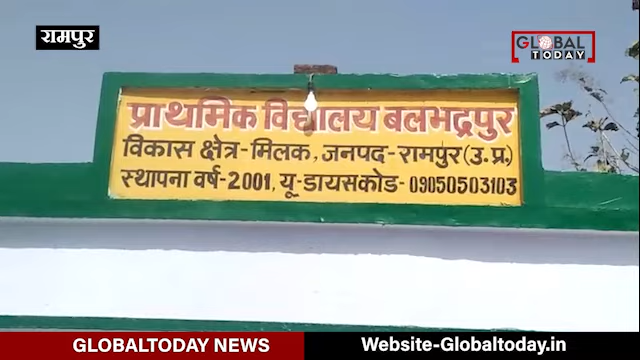 रामपुर
GLOBAL
TODAY
प्राथमिक विद्यालय बलभद्रपुर
विकास क्षेत्र-मिलक, जनपद-रामपुर (उ.प्र.)
स्थापना वर्ष-2001, यू-डायसकोड- 09050503103
GLOBALTODAY NEWS
Website-Globaltoday.in